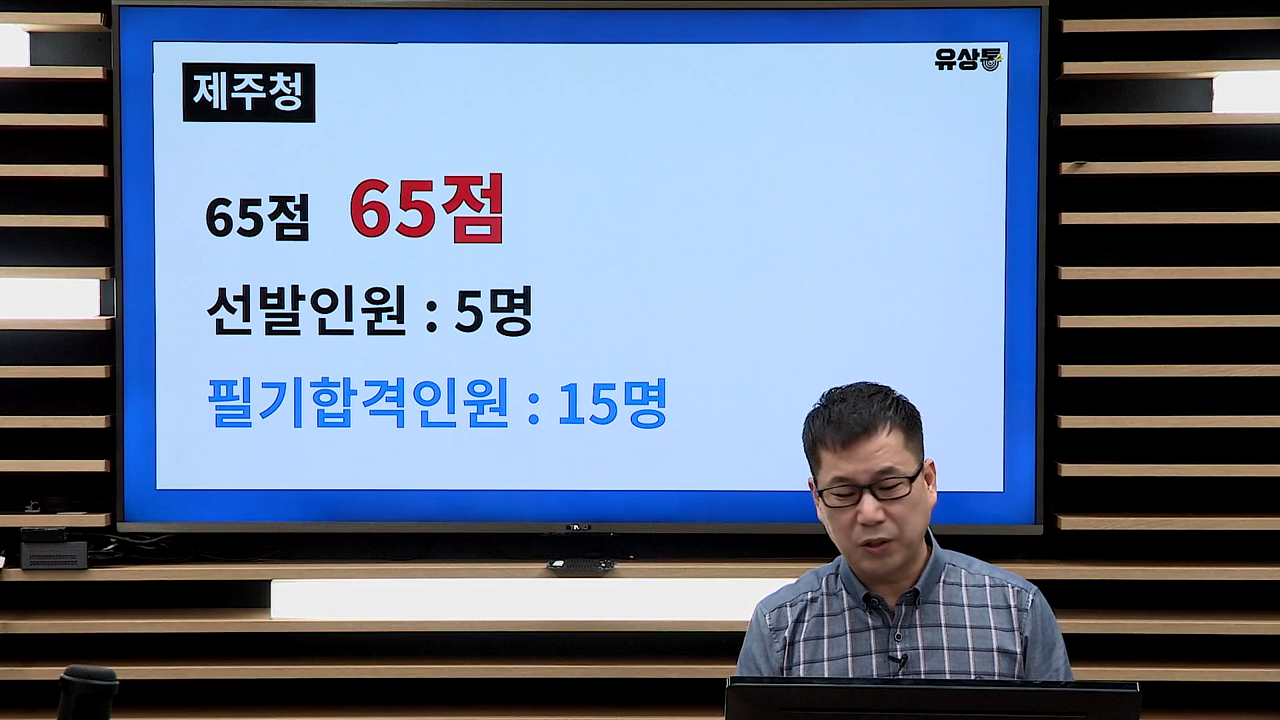 제주청
유상통
65점 65점
선발인원 : 5명
필기합격인원 : 15명